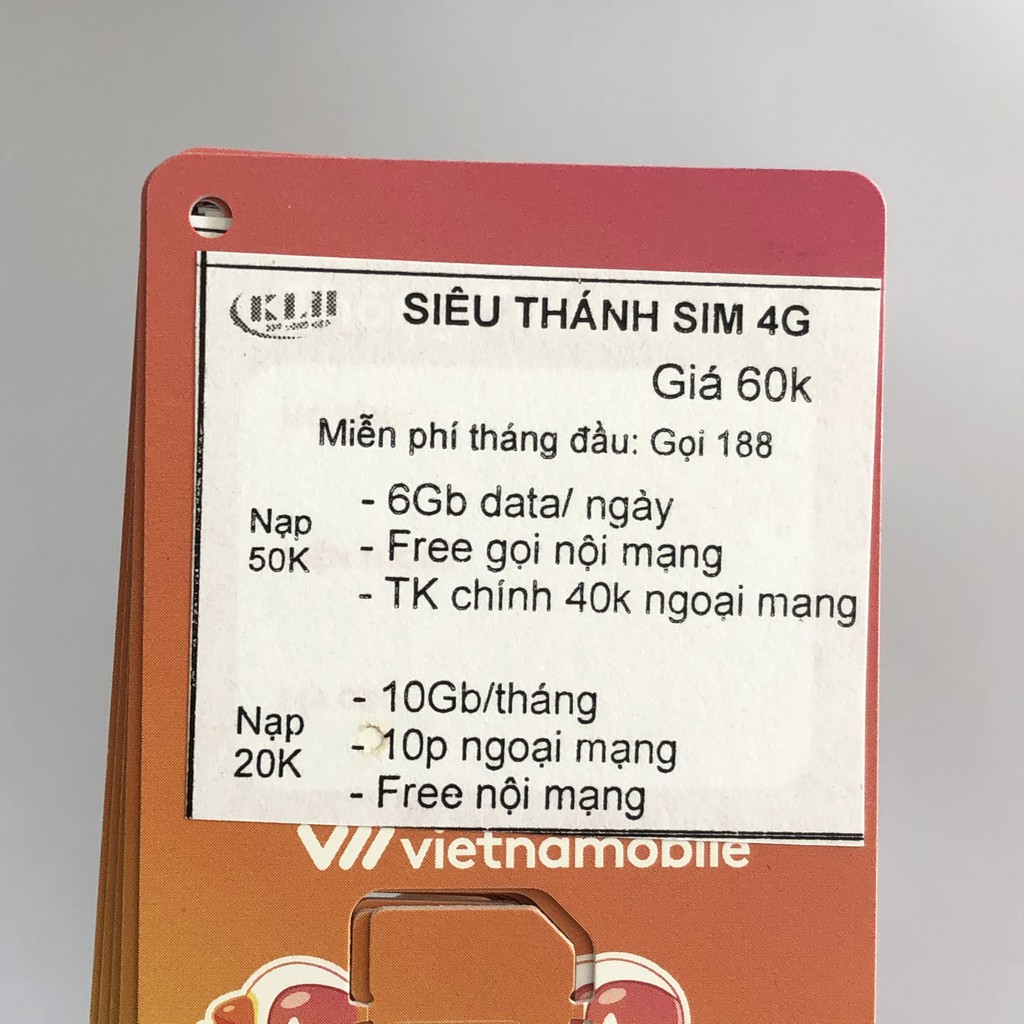 KLH
SIÊU THÁNH SIM 4G
Giá 60k
Miễn phí tháng đầu: Gọi 188
Nạp
50K
- 6Gb data/ ngày
- Free gọi nội mạng
- TK chính 40k ngoại mạng
Nạp
20K
- 10Gb/tháng
- 10p ngoại mạng
- Free nội mạng
vietnamobile